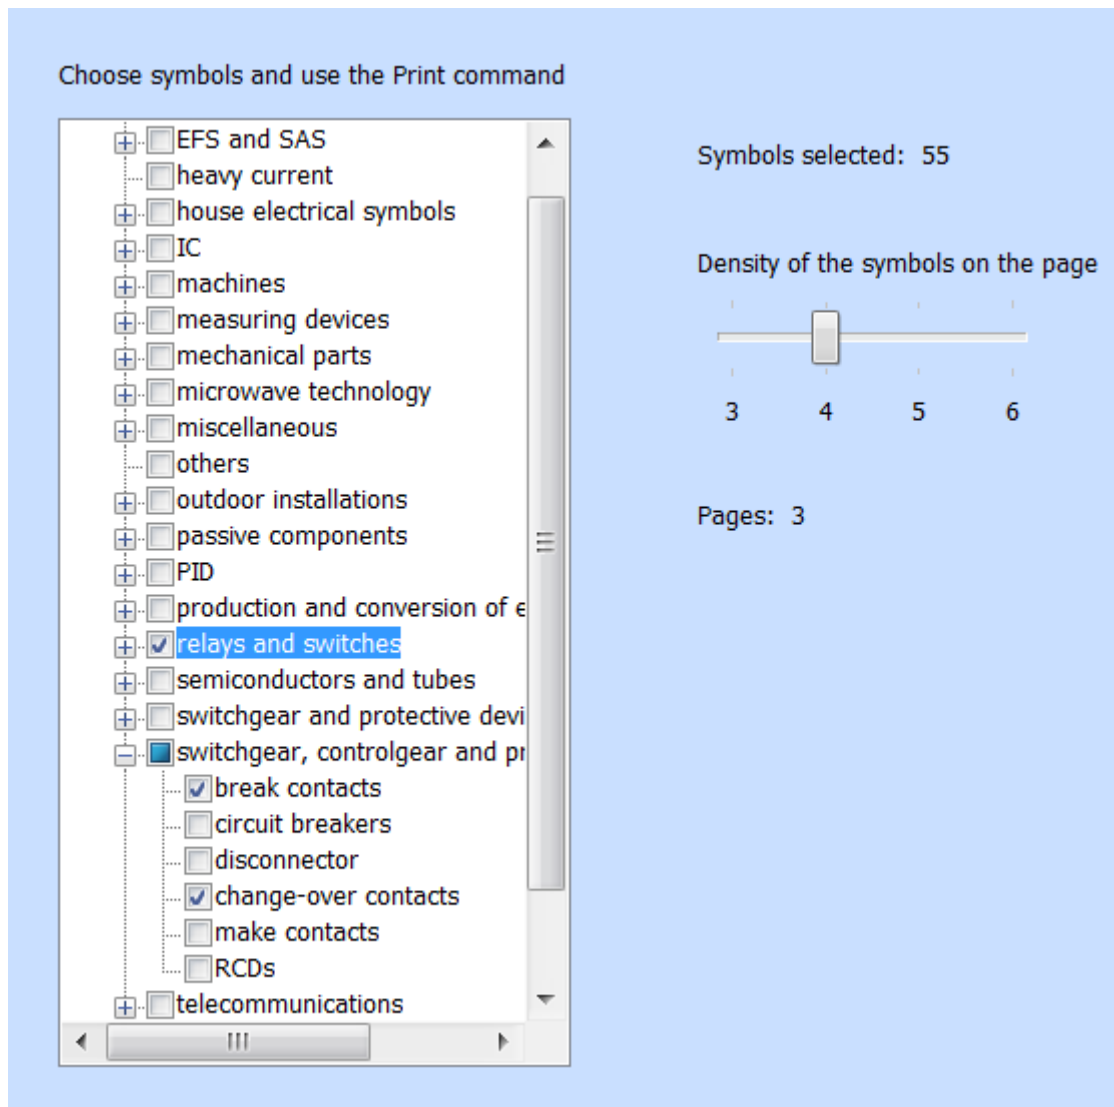 Choose symbols and use the Print command
EFS and SAS
heavy current
house electrical symbols
IC
machines
measuring devices
mechanical parts
microwave technology
miscellaneous
others
outdoor installations
passive components
PID
production and conversion of e
relays and switches
semiconductors and tubes
switchgear and protective devi
switchgear, controlgear and pr
break contacts
circuit breakers
disconnector
change-over contacts
make contacts
RCDs
telecommunications
Symbols selected: 55
Density of the symbols on the page
3 4 5 6
Pages: 3